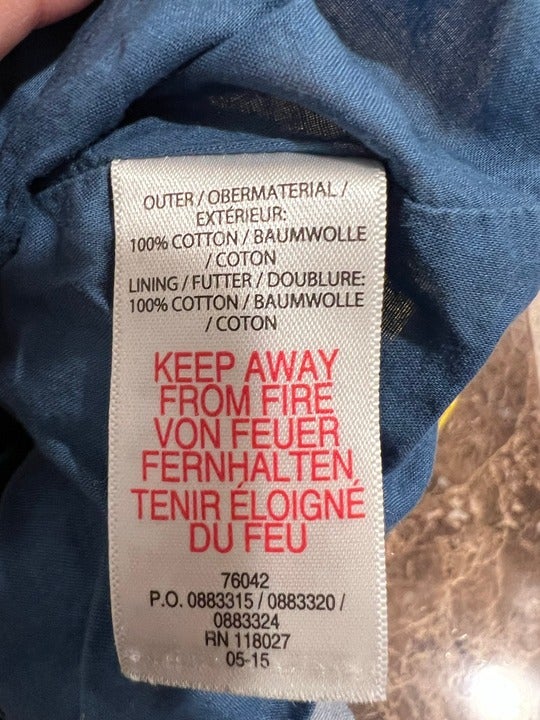 OUTER / OBERMATERIAL /
EXTÉRIEUR:
100% COTTON / BAUMWOLLE
/ COTON
LINING / FUTTER / DOUBLURE:
100% COTTON / BAUMWOLLE
/ COTON
KEEP AWAY
FROM FIRE
VON FEUER
FERNHALTEN
TENIR ÉLOIGNÉ
DU FEU
76042
P.O. 0883315 / 0883320 /
0883324
RN 118027
05-15